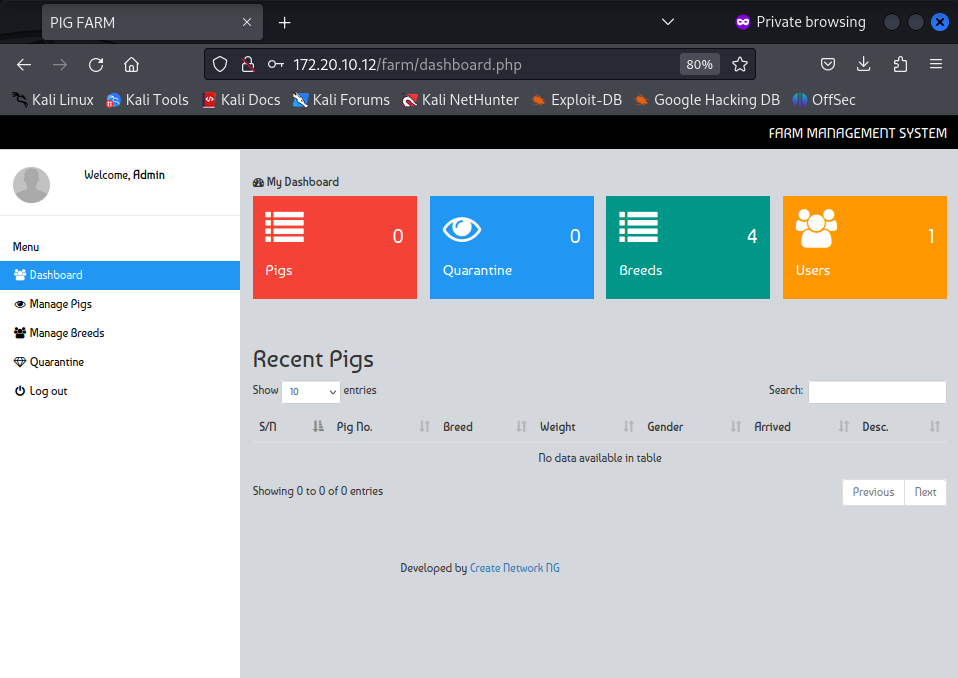 PIG FARM
Private browsing
172.20.10.12/farm/dashboard.php
80%
Kali Linux Kali Tools Kali Docs Kali Forums Kali NetHunter Exploit-DB Google Hacking DB OffSec
FARM MANAGEMENT SYSTEM
Welcome, Admin
Menu
Dashboard
Manage Pigs
Manage Breeds
Quarantine
Log out
My Dashboard
0
Pigs
0
Quarantine
4
Breeds
1
Users
Recent Pigs
Show 10 entries
Search:
S/N Pig No. Breed Weight Gender Arrived Desc.
No data available in table
Showing 0 to 0 of 0 entries
Previous Next
Developed by Create Network NG